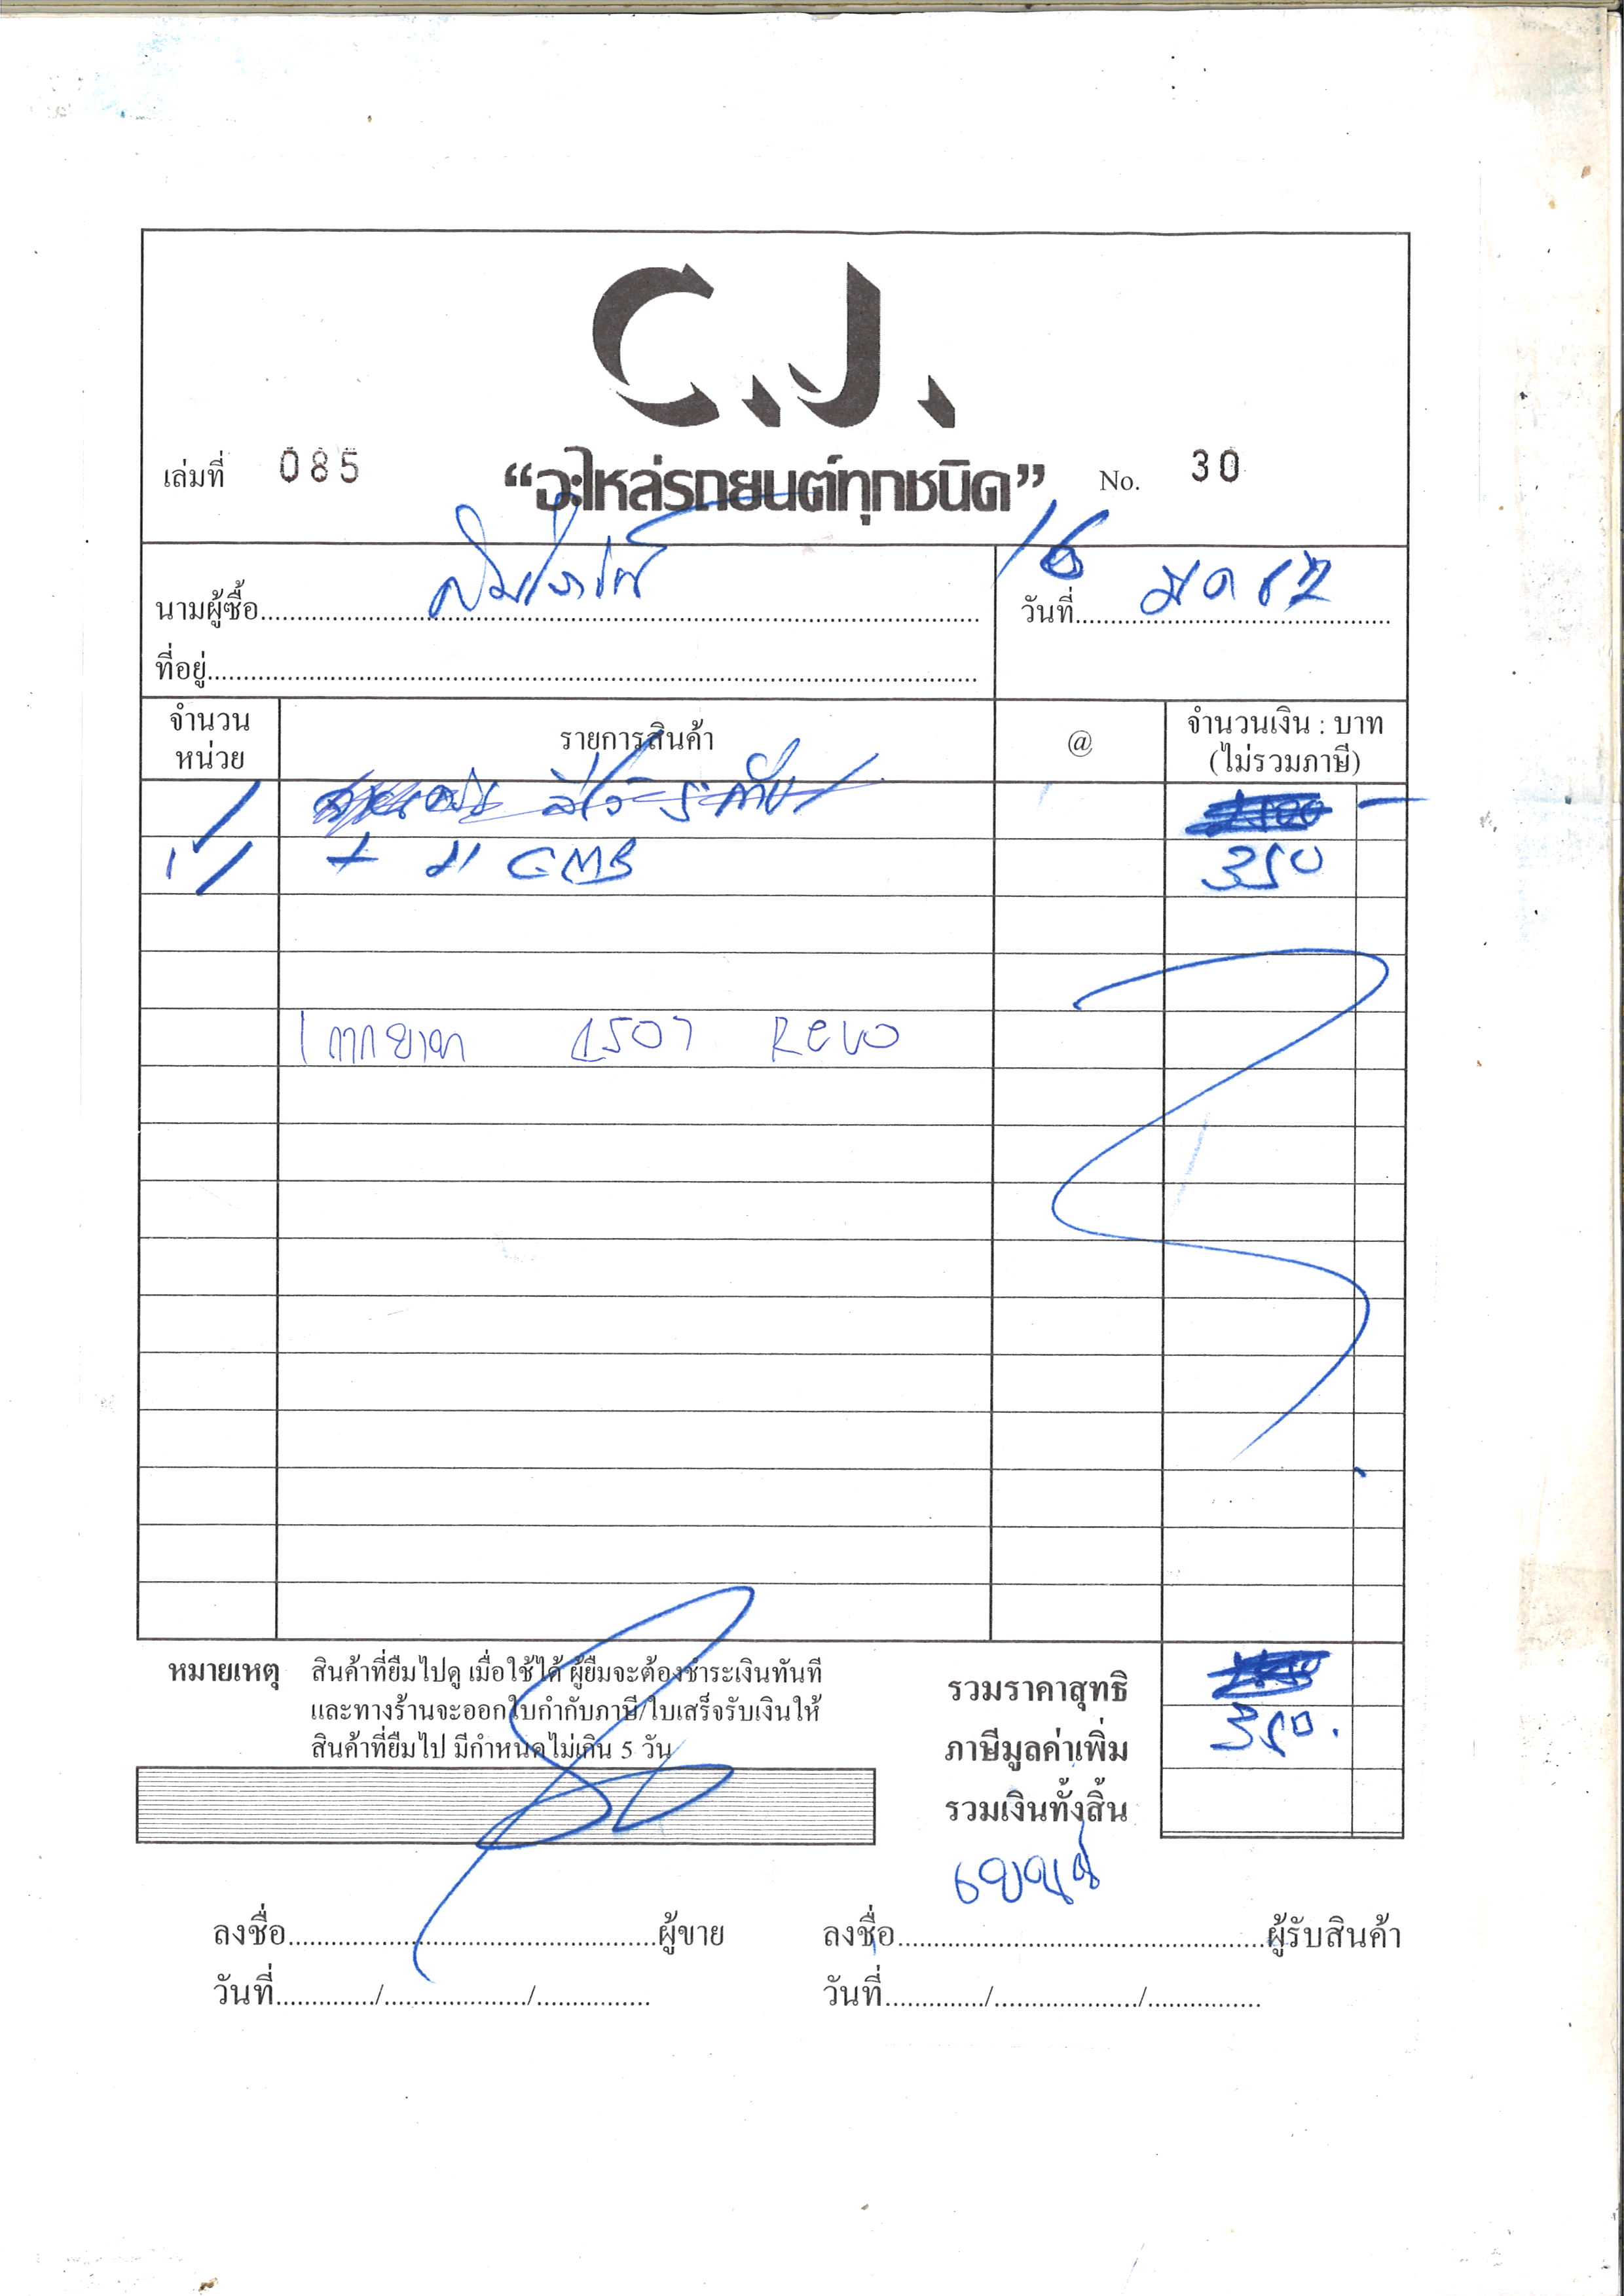 C.J.
เล่มที่ 085 “อะไหล่รถยนต์ทุกชนิด” No. 30
นามผู้ซื้อ
วันที่ 16 มีค 62
ที่อยู่
จำนวน หน่วย รายการสินค้า @ จำนวนเงิน : บาท (ไม่รวมภาษี)
1 GMB 350
1507 Revo
หมายเหตุ สินค้าที่ยืมไปดู เมื่อใช้ได้ ผู้ยืมจะต้องชำระเงินทันที
และทางร้านจะออกใบกำกับภาษี/ใบเสร็จรับเงินให้
สินค้าที่ยืมไป มีกำหนดไม่เกิน 5 วัน
รวมราคาสุทธิ
ภาษีมูลค่าเพิ่ม 350.
รวมเงินทั้งสิ้น
ลงชื่อ ผู้ขาย ลงชื่อ ผู้รับสินค้า
วันที่ / / วันที่ / /